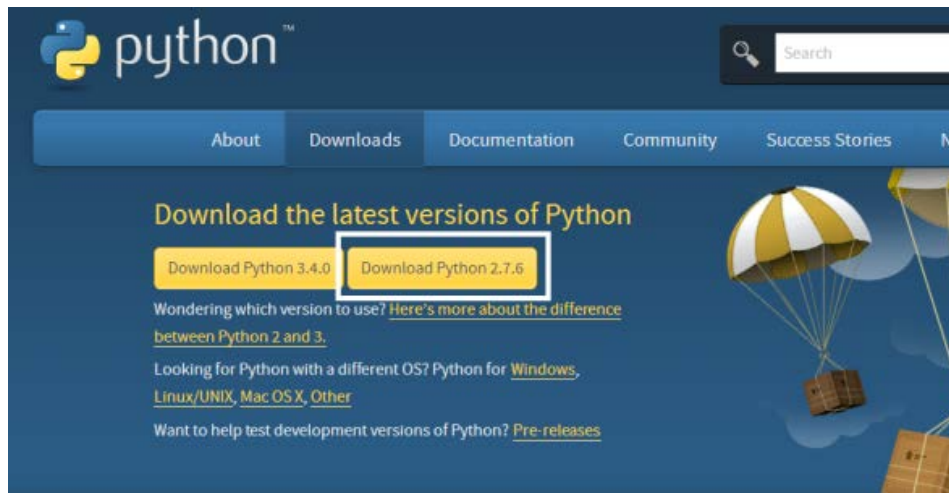 python™
Search
About Downloads Documentation Community Success Stories N
Download the latest versions of Python
Download Python 3.4.0 Download Python 2.7.6
Wondering which version to use? Here's more about the difference
between Python 2 and 3.
Looking for Python with a different OS? Python for Windows,
Linux/UNIX, Mac OS X, Other
Want to help test development versions of Python? Pre-releases